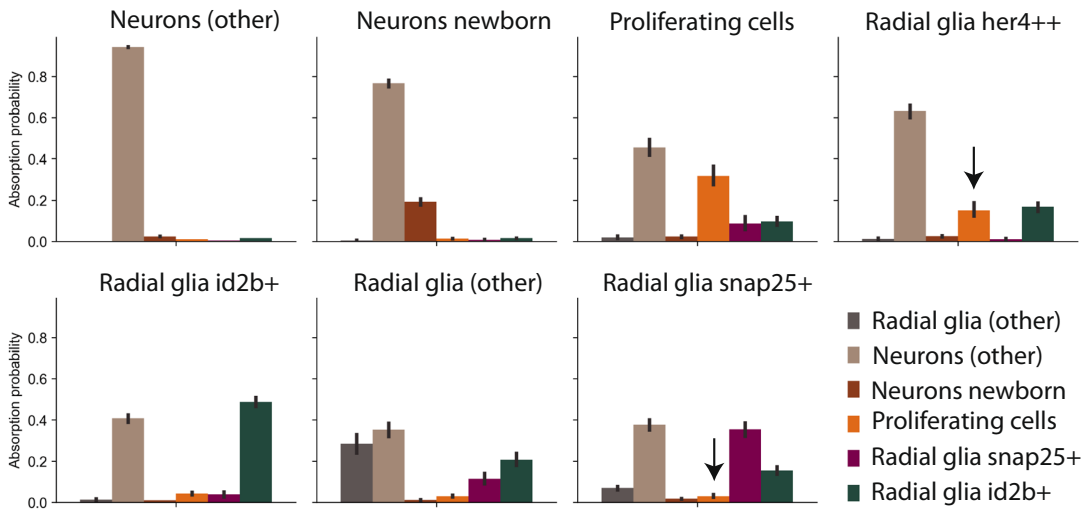 Neurons (other)
Neurons newborn
Proliferating cells
Radial glia her4++
Absorption probability
0.8
0.6
0.4
0.2
0.0
Radial glia id2b+
Radial glia (other)
Radial glia snap25+
Absorption probability
0.8
0.6
0.4
0.2
0.0
Radial glia (other)
Neurons (other)
Neurons newborn
Proliferating cells
Radial glia snap25+
Radial glia id2b+